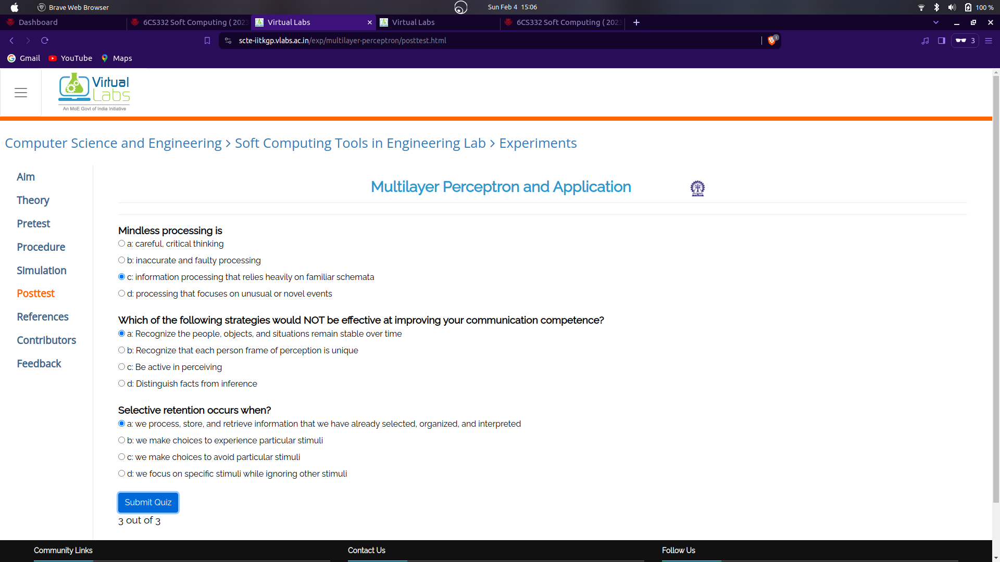 Brave Web Browser
Sun Feb 4 15:06
100 %
Dashboard
6CS332 Soft Computing ( 2023
Virtual Labs
Virtual Labs
6CS332 Soft Computing ( 2023
scte-iitkgp.vlabs.ac.in/exp/multilayer-perceptron/posttest.html
1
3
Gmail
YouTube
Maps
Virtual
Labs
An MoE Govt of India Initiative
Computer Science and Engineering > Soft Computing Tools in Engineering Lab > Experiments
Aim
Theory
Pretest
Procedure
Simulation
Posttest
References
Contributors
Feedback
Multilayer Perceptron and Application
Mindless processing is
a: careful, critical thinking
b: inaccurate and faulty processing
c: information processing that relies heavily on familiar schemata
d: processing that focuses on unusual or novel events
Which of the following strategies would NOT be effective at improving your communication competence?
a: Recognize the people, objects, and situations remain stable over time
b: Recognize that each person frame of perception is unique
c: Be active in perceiving
d: Distinguish facts from inference
Selective retention occurs when?
a: we process, store, and retrieve information that we have already selected, organized, and interpreted
b: we make choices to experience particular stimuli
c: we make choices to avoid particular stimuli
d: we focus on specific stimuli while ignoring other stimuli
Submit Quiz
3 out of 3
Community Links
Contact Us
Follow Us